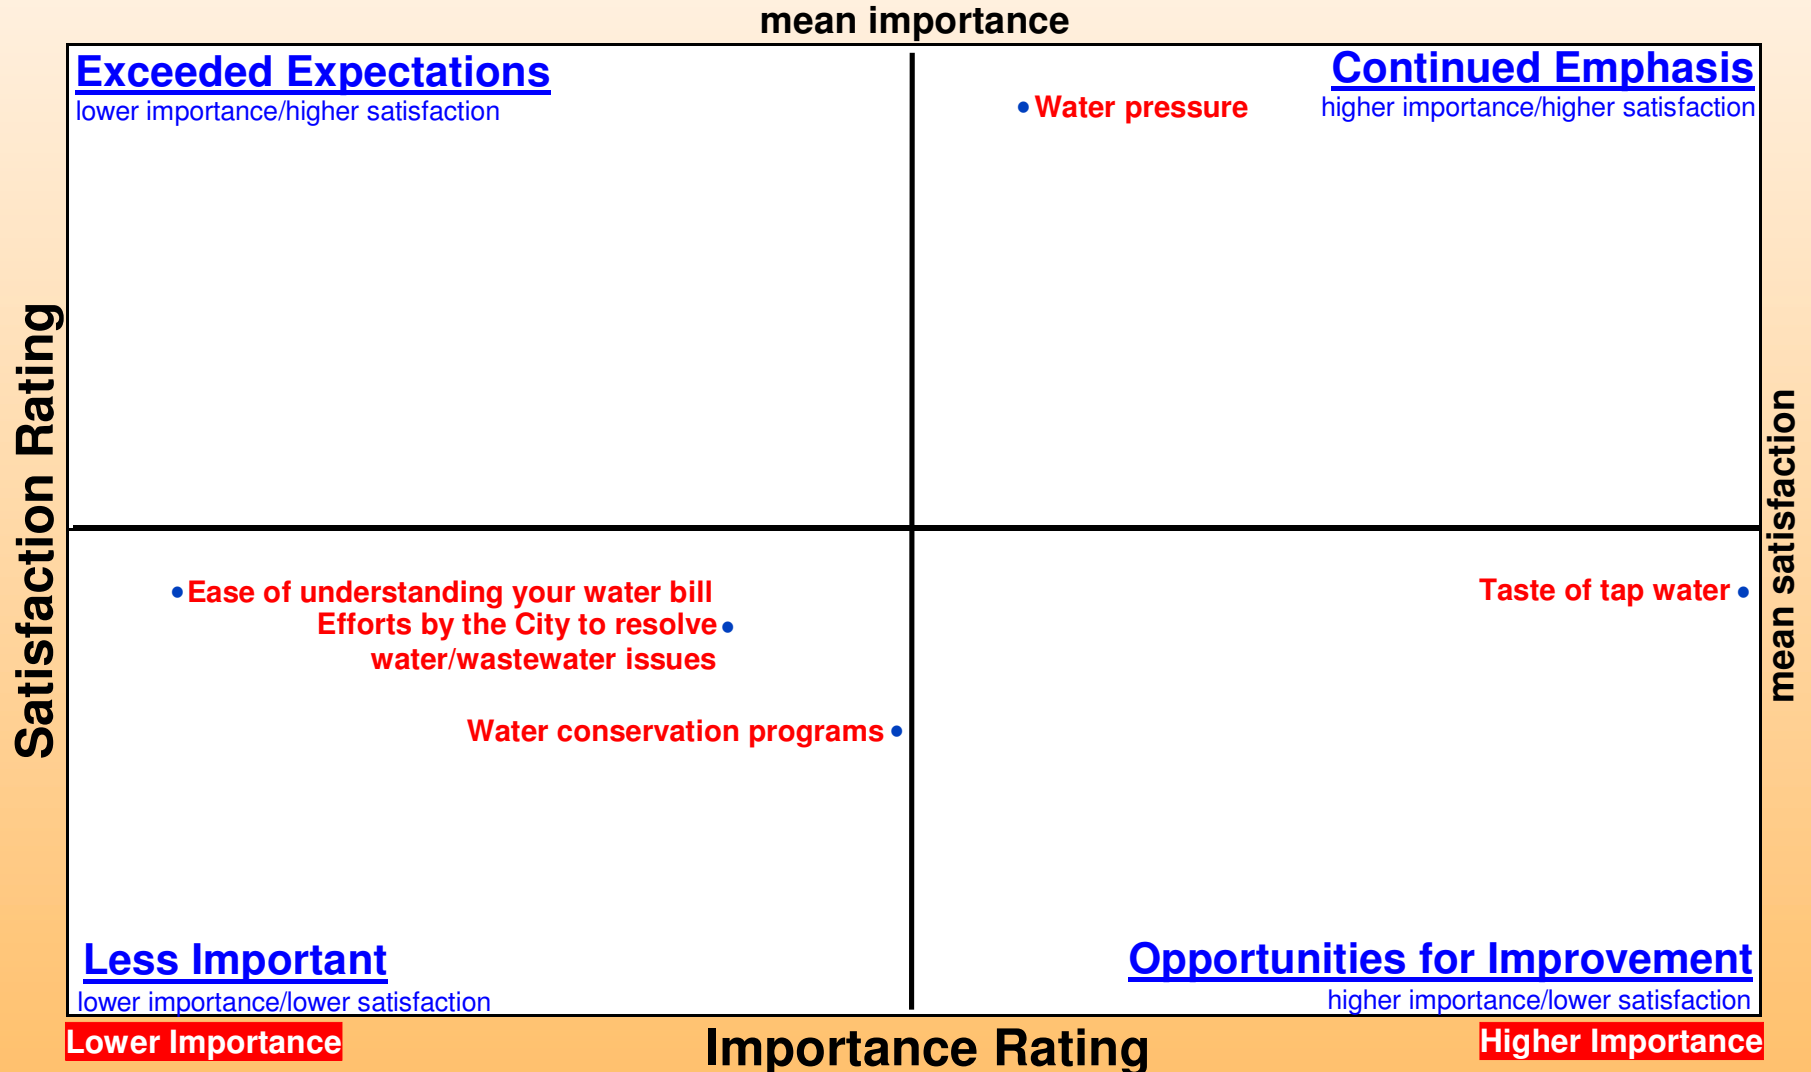 mean importance
Exceeded Expectations
lower importance/higher satisfaction
Continued Emphasis
higher importance/higher satisfaction
Water pressure
Satisfaction Rating
mean satisfaction
Ease of understanding your water bill
Efforts by the City to resolve
water/wastewater issues
Water conservation programs
Taste of tap water
Less Important
lower importance/lower satisfaction
Opportunities for Improvement
higher importance/lower satisfaction
Lower Importance
Importance Rating
Higher Importance